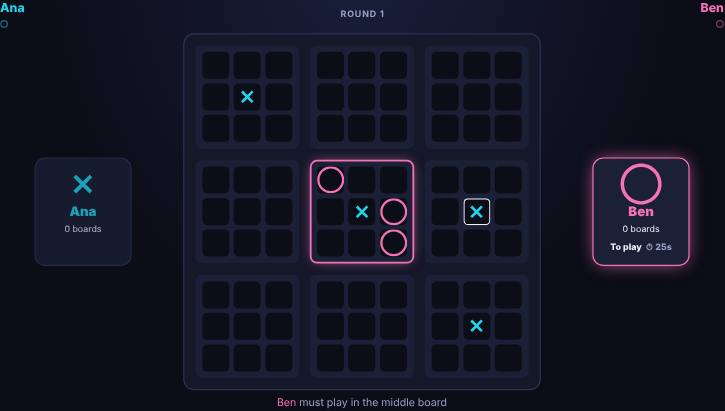 Ana
ROUND 1
Ben
Ana
0 boards
Ben
0 boards
To play 25s
Ben must play in the middle board